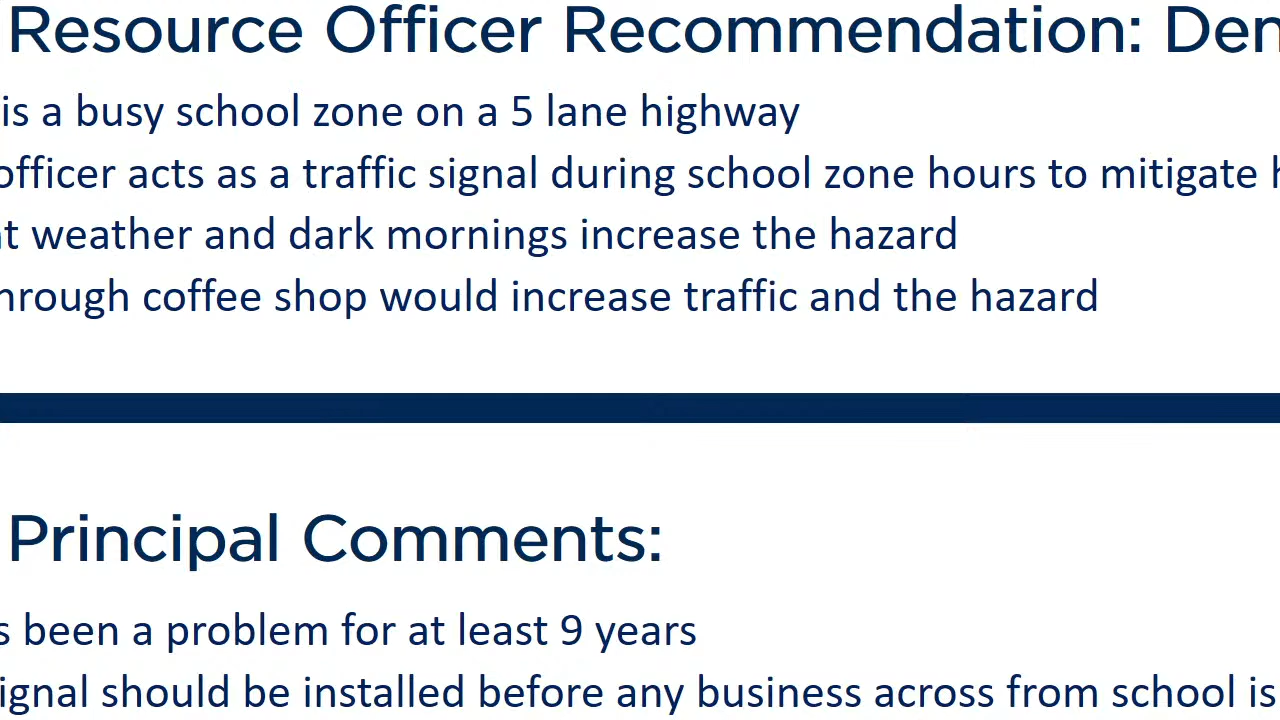 Resource Officer Recommendation: Den
is a busy school zone on a 5 lane highway
officer acts as a traffic signal during school zone hours to mitigate h
weather and dark mornings increase the hazard
hrough coffee shop would increase traffic and the hazard
Principal Comments:
s been a problem for at least 9 years
ignal should be installed before any business across from school is